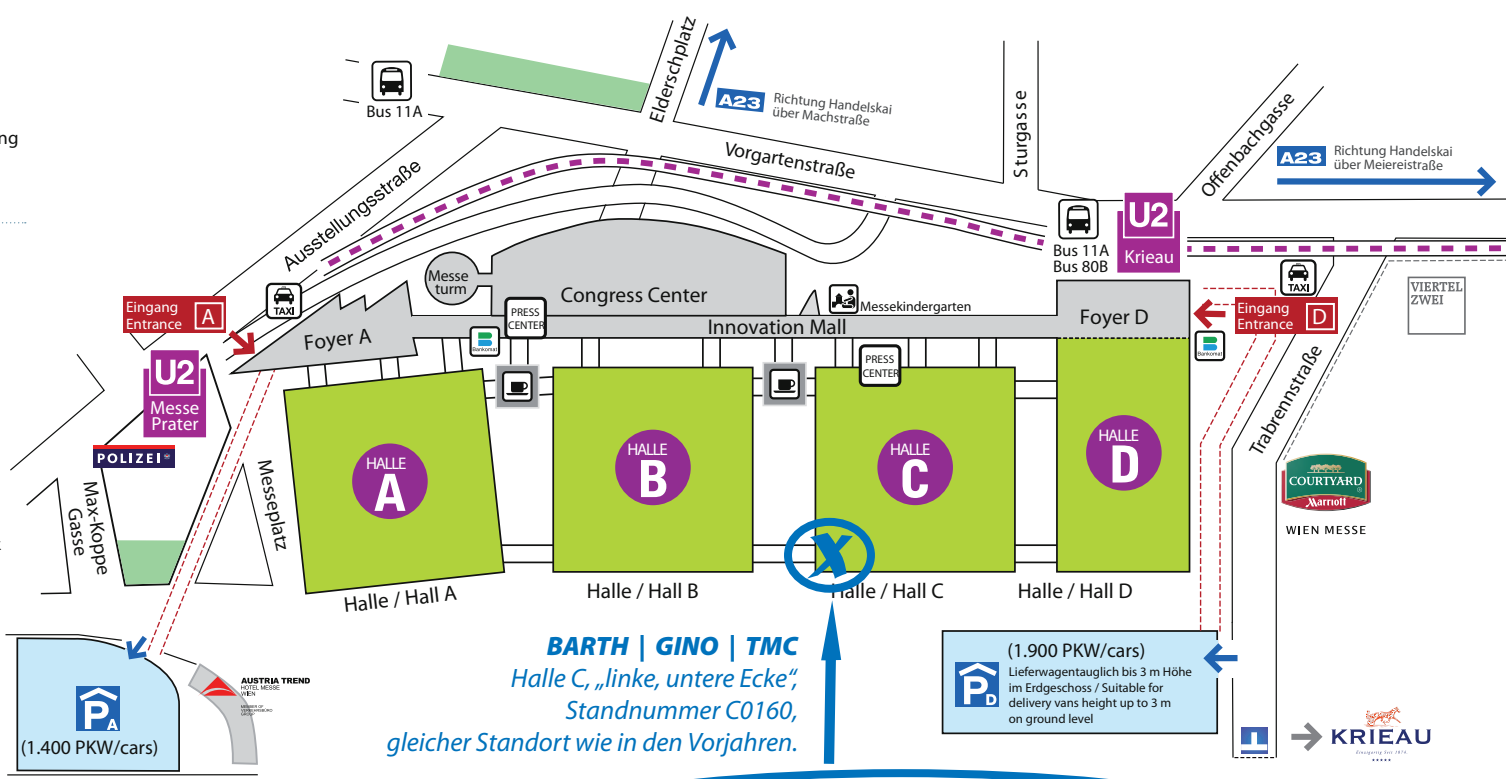 Elderschplatz
Bus 11A
A23
Richtung Handelskai
über Machstraße
Sturgasse
Offenbachgasse
ng
Vorgartenstraße
A23
Richtung Handelskai
über Meiereistraße
Ausstellungsstraße
U2
Krieau
Bus 11A
Bus 80B
Messe
turm
Congress Center
TAXI
TAXI
VIERTEL
ZWEI
Eingang
Entrance
A
PRESS
CENTER
Messekindergarten
Innovation Mall
Foyer A
Foyer D
Eingang
Entrance
D
Bankomat
Bankomat
U2
Messe
Prater
PRESS
CENTER
Trabrennstraße
POLIZEI
HALLE
A
HALLE
B
HALLE
C
HALLE
D
Max-Koppe
Gasse
Messeplatz
COURTYARD
Marriott
WIEN MESSE
X
Halle / Hall A
Halle / Hall B
Halle / Hall C
Halle / Hall D
BARTH | GINO | TMC
Halle C, „linke, untere Ecke“,
Standnummer C0160,
gleicher Standort wie in den Vorjahren.
(1.900 PKW/cars)
P D
Lieferwagentauglich bis 3 m Höhe
im Erdgeschoss / Suitable for
delivery vans height up to 3 m
on ground level
AUSTRIA TREND
HOTEL MESSE
WIEN
MEMBER OF
VERKEHRSBÜRO
GROUP
P A
(1.400 PKW/cars)
KRIEAU